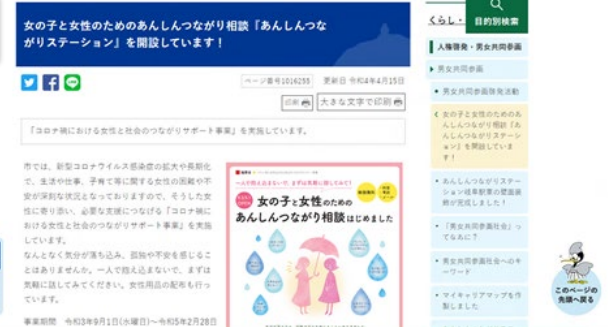 女の子と女性のためのあんしんつながり相談『あんしんつな
がりステーション』を開設しています！
ページ番号1016255
更新日 令和4年4月15日
印刷
大きな文字で印刷
『コロナ禍における女性と社会のつながりサポート事業』を実施しています。
市では、新型コロナウイルス感染症の拡大や長期化
で、生活や仕事、子育て等に関する女性の困難や不
安が深刻な状況となっておりますので、そうした女
性に寄り添い、必要な支援につなげる「コロナ禍に
おける女性と社会のつながりサポート事業」を実施
しています。
なんとなく気分が落ち込み、孤独や不安を感じるこ
とはありませんか。一人で抱え込まないで、まずは
気軽に話してみてください。女性用品の配布も行っ
ています。
事業期間 令和3年9月1日(水曜日)～令和5年2月28日
女の子と女性のための
あんしんつながり相談はじめました
くらし・
目的別検索
人権啓発・男女共同参画
男女共同参画
男女共同参画啓発活動
女の子と女性のためのあ
んしんつながり相談『あ
んしんつながりステーシ
ョン』を開設していま
す！
あんしんつながりステー
ション岐阜駅東の壁面装
飾が完成しました！
「男女共同参画社会」っ
てなあに？
男女共同参画社会へのキ
ーワード
マイキャリアマップを作
製しました
このページの
先頭へ戻る